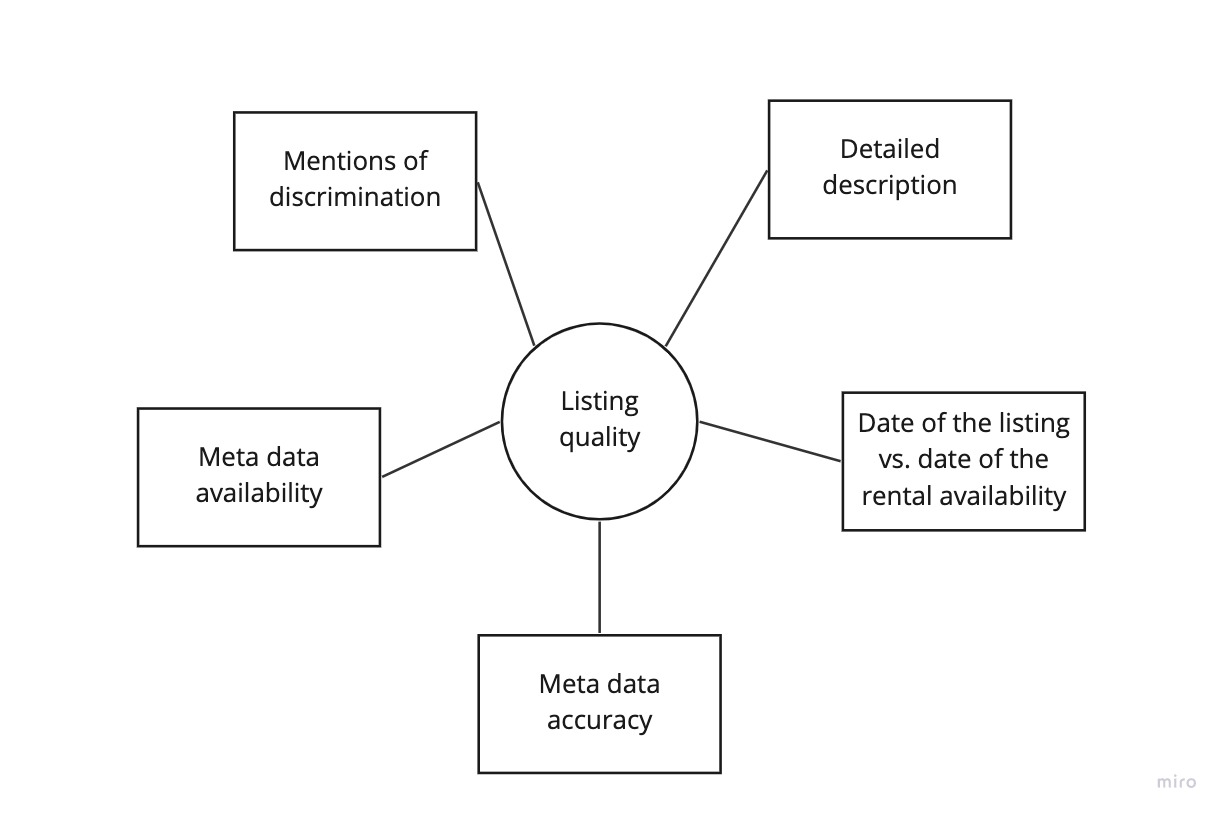 Mentions of
discrimination
Detailed
description
Listing
quality
Meta data
availability
Date of the listing
vs. date of the
rental availability
Meta data
accuracy
miro